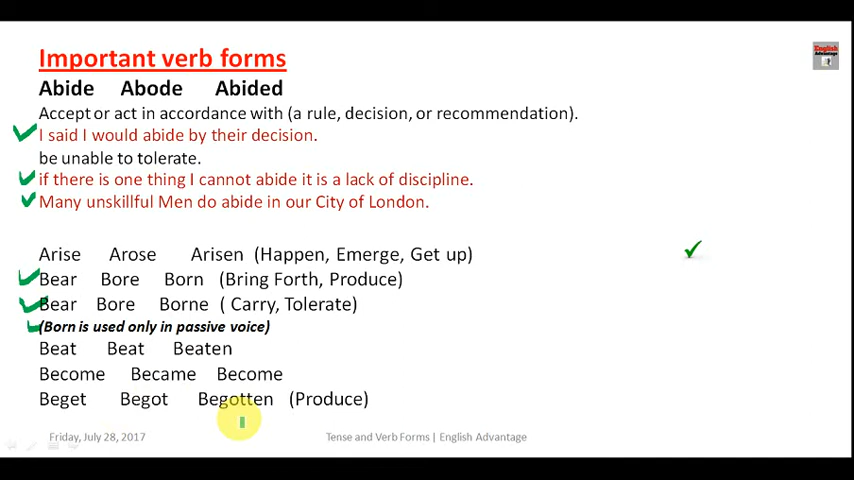 Important verb forms
English Advantage
Abide Abode Abided
Accept or act in accordance with (a rule, decision, or recommendation).
I said I would abide by their decision.
be unable to tolerate.
if there is one thing I cannot abide it is a lack of discipline.
Many unskillful Men do abide in our City of London.
Arise Arose Arisen (Happen, Emerge, Get up)
Bear Bore Born (Bring Forth, Produce)
Bear Bore Borne ( Carry, Tolerate)
(Born is used only in passive voice)
Beat Beat Beaten
Become Became Become
Beget Begot Begotten (Produce)
Friday, July 28, 2017 Tense and Verb Forms | English Advantage